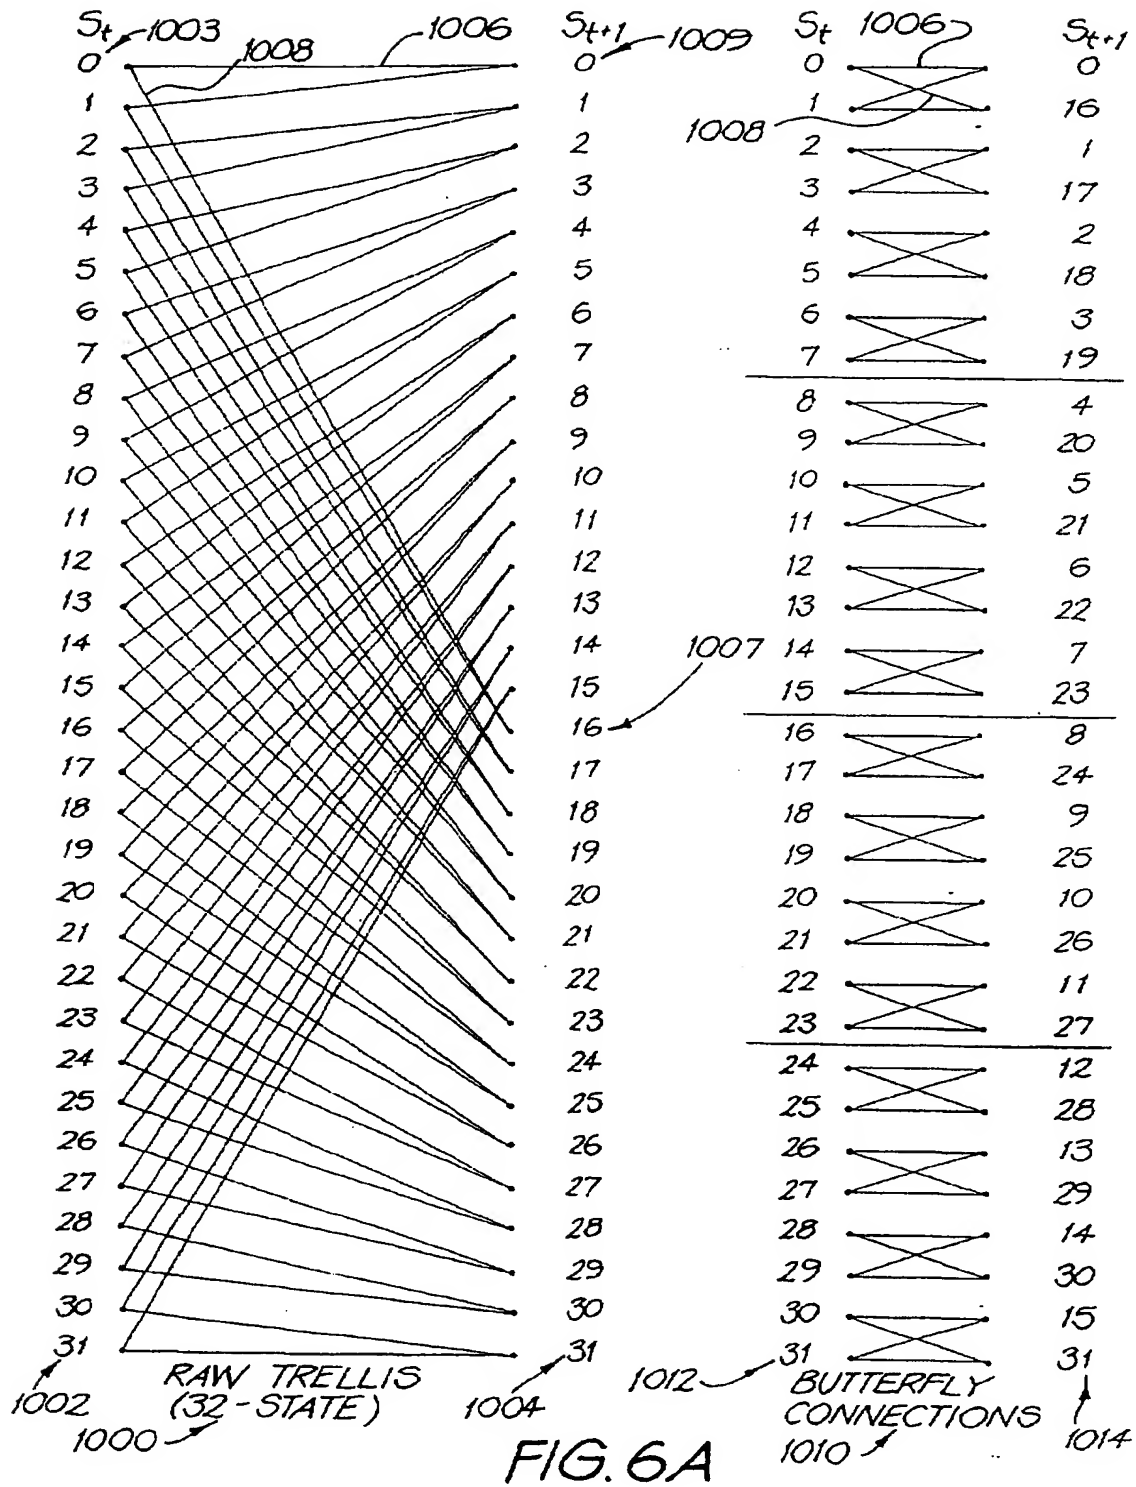 St 1003 1006 St+1 1009 St 1006 St+1
0 1008 0 0 0
1 1 1008 1 16
2 2 2 1
3 3 3 17
4 4 4 2
5 5 5 18
6 6 6 3
7 7 7 19
8 8 8 4
9 9 9 20
10 10 10 5
11 11 11 21
12 12 12 6
13 13 13 22
14 14 1007 14 7
15 15 15 23
16 16 16 8
17 17 17 24
18 18 18 9
19 19 19 25
20 20 20 10
21 21 21 26
22 22 22 11
23 23 23 27
24 24 24 12
25 25 25 28
26 26 26 13
27 27 27 29
28 28 28 14
29 29 29 30
30 30 30 15
31 31 31 31
1002 RAW TRELLIS 1004 1012 BUTTERFLY 1014
(32-STATE) CONNECTIONS
1000 1010
FIG. 6A